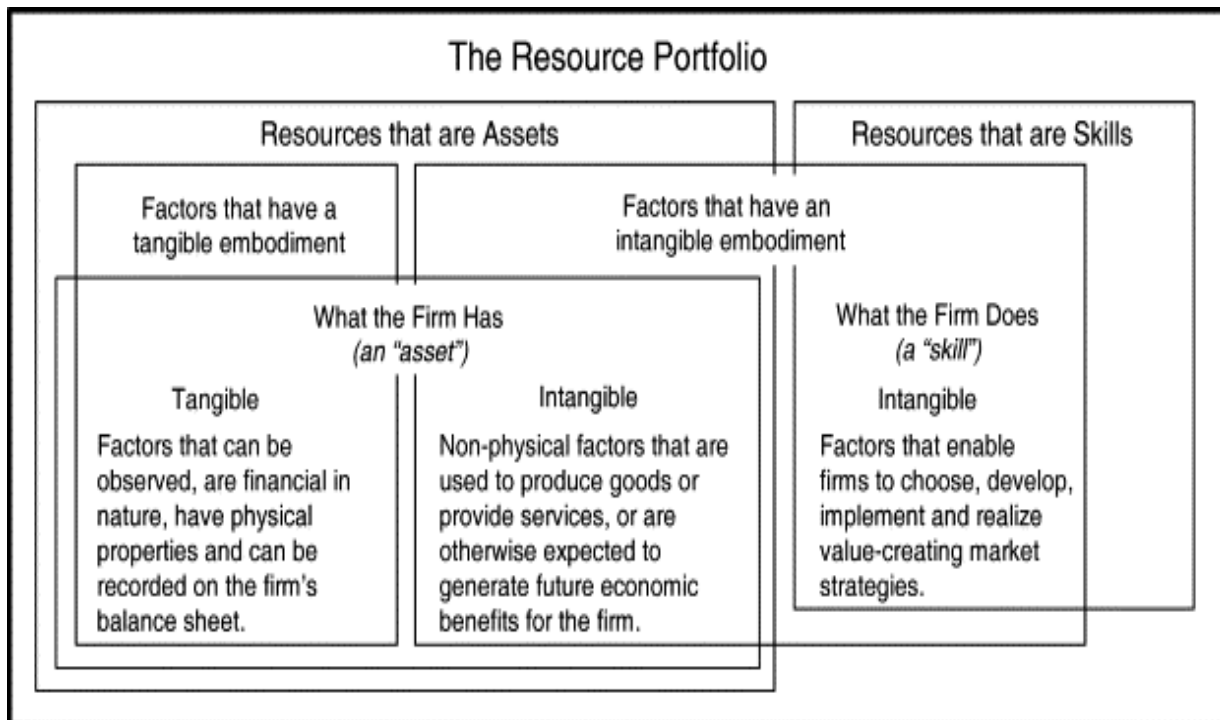 The Resource Portfolio
Resources that are Assets
Resources that are Skills
Factors that have a
tangible embodiment
Factors that have an
intangible embodiment
What the Firm Has
(an “asset”)
What the Firm Does
(a “skill”)
Tangible
Factors that can be
observed, are financial in
nature, have physical
properties and can be
recorded on the firm’s
balance sheet.
Intangible
Non-physical factors that are
used to produce goods or
provide services, or are
otherwise expected to
generate future economic
benefits for the firm.
Intangible
Factors that enable
firms to choose, develop,
implement and realize
value-creating market
strategies.